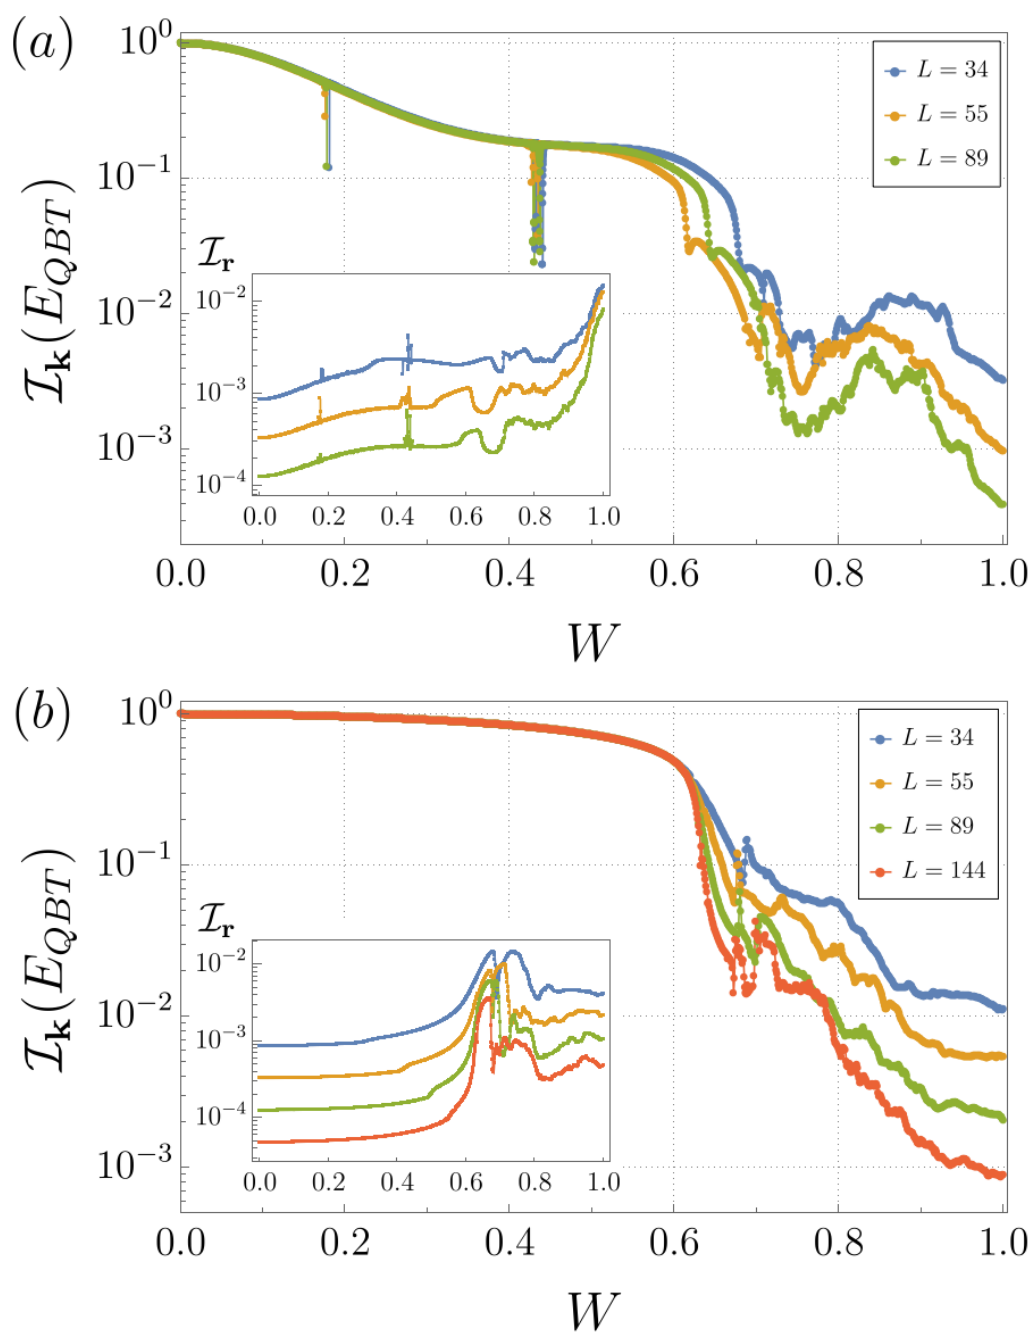 (a)
10^0
10^-1
10^-2
10^-3
I_k(E_QBT)
L = 34
L = 55
L = 89
I_r
10^-2
10^-3
10^-4
0.0 0.2 0.4 0.6 0.8 1.0
0.0 0.2 0.4 0.6 0.8 1.0
W
(b)
10^0
10^-1
10^-2
10^-3
I_k(E_QBT)
L = 34
L = 55
L = 89
L = 144
I_r
10^-2
10^-3
10^-4
0.0 0.2 0.4 0.6 0.8 1.0
0.0 0.2 0.4 0.6 0.8 1.0
W